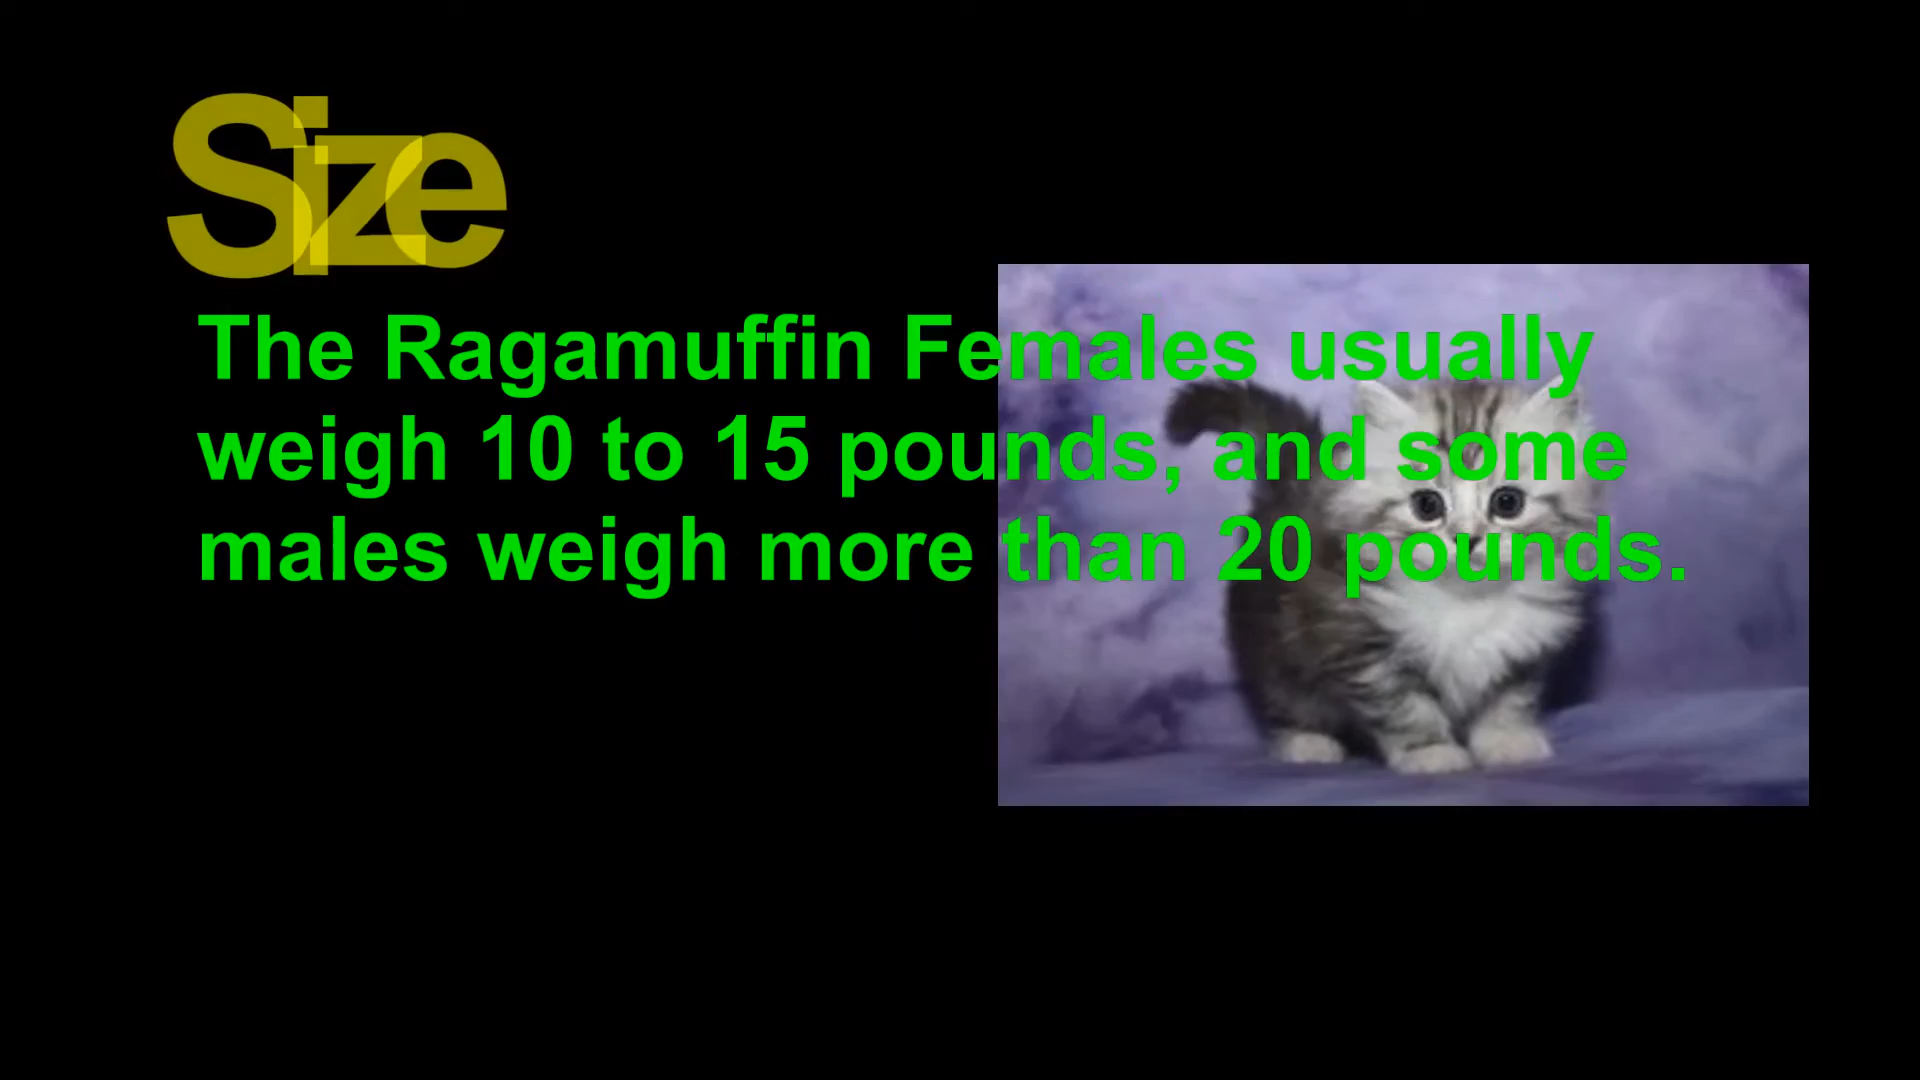 Size
The Ragamuffin Females usually
weigh 10 to 15 pounds, and some
males weigh more than 20 pounds.